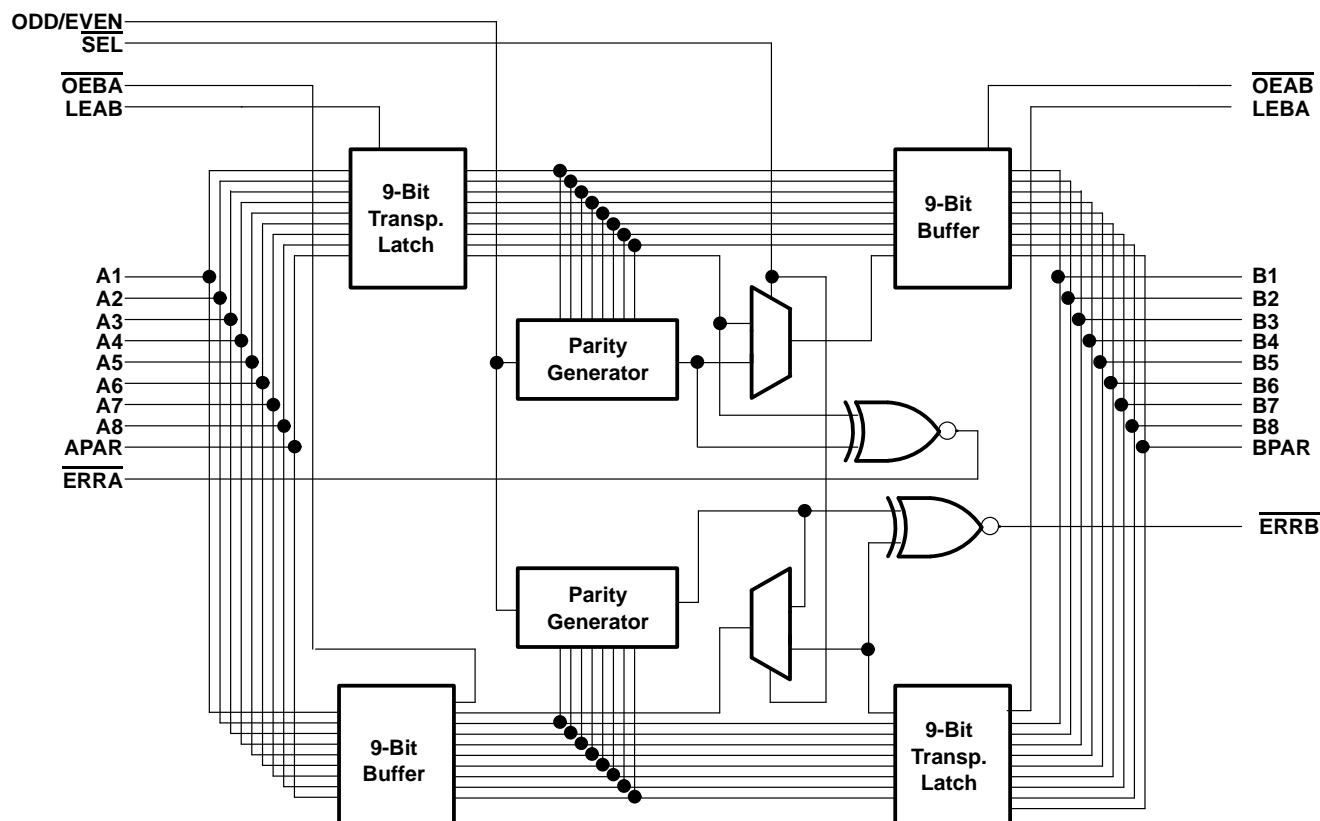 ODD/EVEN
SEL
OEBA
LEAB
OEAB
LEBA
9-Bit
Transp.
Latch
9-Bit
Buffer
A1
A2
A3
A4
A5
A6
A7
A8
APAR
ERRA
B1
B2
B3
B4
B5
B6
B7
B8
BPAR
ERRB
Parity
Generator
Parity
Generator
9-Bit
Buffer
9-Bit
Transp.
Latch